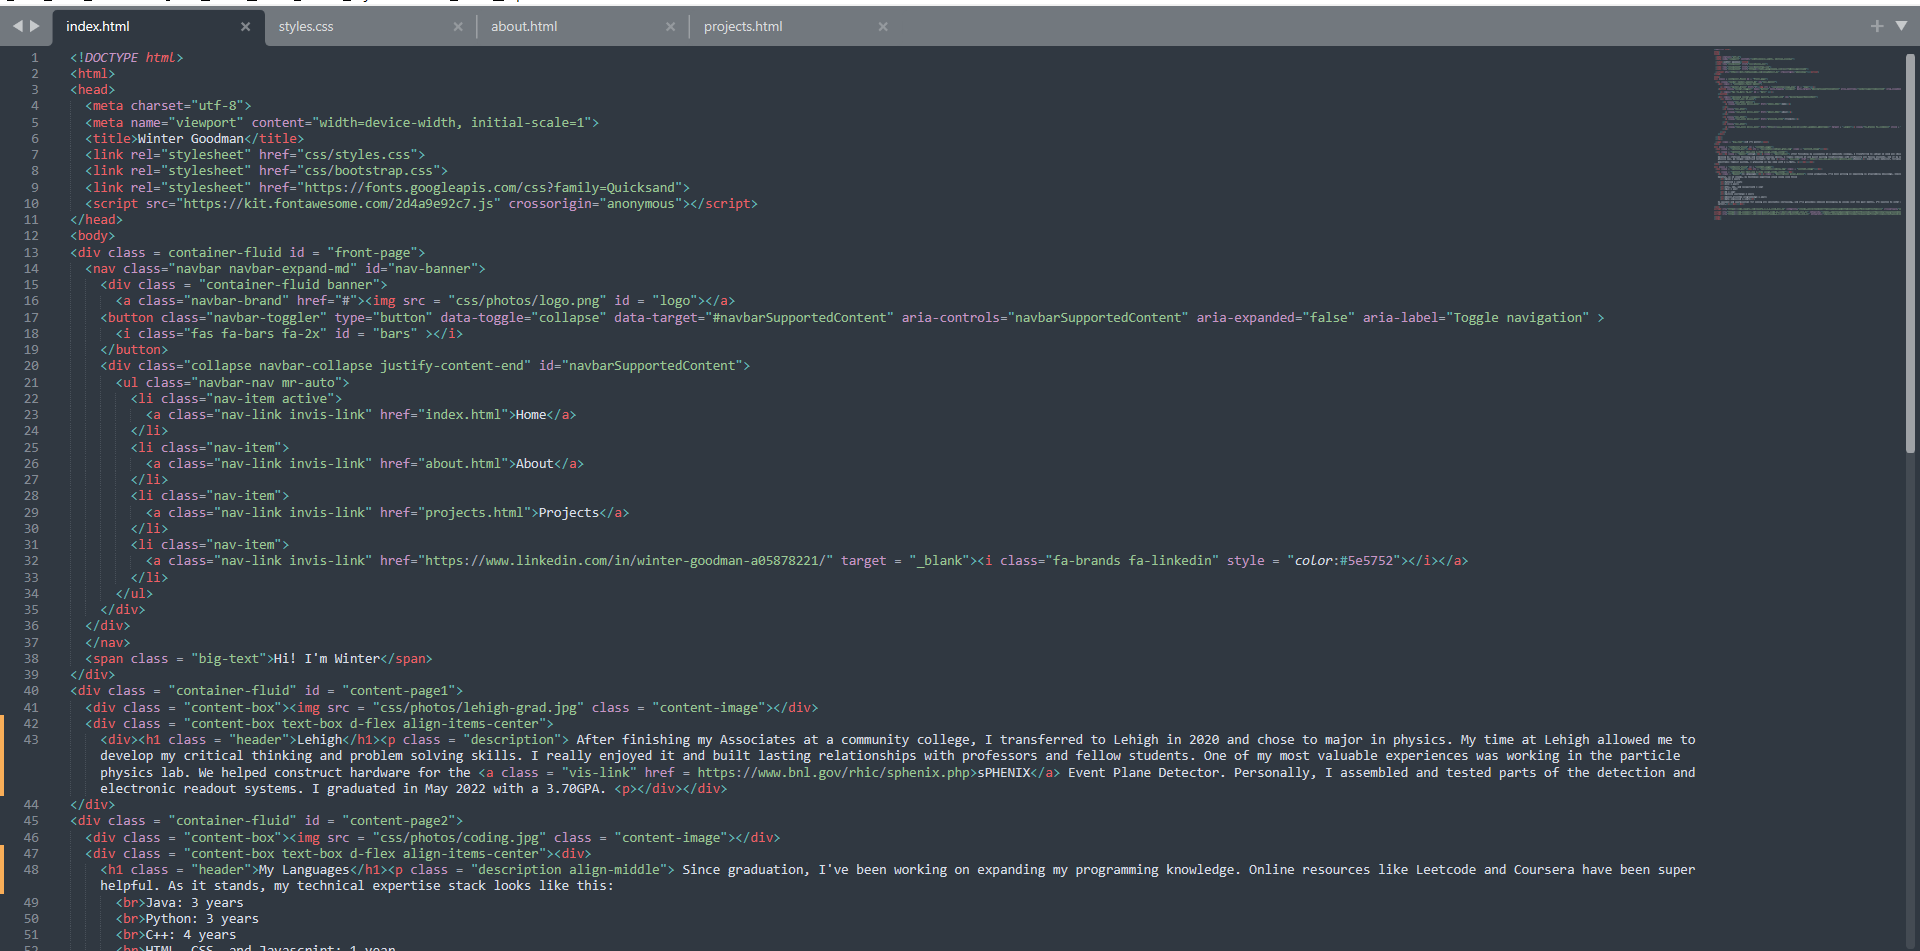 index.html × styles.css × about.html × projects.html × +
1 <!DOCTYPE html>
2 <html>
3 <head>
4 <meta charset="utf-8">
5 <meta name="viewport" content="width=device-width, initial-scale=1">
6 <title>Winter Goodman</title>
7 <link rel="stylesheet" href="css/styles.css">
8 <link rel="stylesheet" href="css/bootstrap.css">
9 <link rel="stylesheet" href="https://fonts.googleapis.com/css?family=Quicksand">
10 <script src="https://kit.fontawesome.com/2d4a9e92c7.js" crossorigin="anonymous"></script>
11 </head>
12 <body>
13 <div class = container-fluid id = "front-page">
14 <nav class="navbar navbar-expand-md" id="nav-banner">
15 <div class = "container-fluid banner">
16 <a class="navbar-brand" href="#"><img src = "css/photos/logo.png" id = "logo"></a>
17 <button class="navbar-toggler" type="button" data-toggle="collapse" data-target="#navbarSupportedContent" aria-controls="navbarSupportedContent" aria-expanded="false" aria-label="Toggle navigation" >
18 <i class="fas fa-bars fa-2x" id = "bars" ></i>
19 </button>
20 <div class="collapse navbar-collapse justify-content-end" id="navbarSupportedContent">
21 <ul class="navbar-nav mr-auto">
22 <li class="nav-item active">
23 <a class="nav-link invis-link" href="index.html">Home</a>
24 </li>
25 <li class="nav-item">
26 <a class="nav-link invis-link" href="about.html">About</a>
27 </li>
28 <li class="nav-item">
29 <a class="nav-link invis-link" href="projects.html">Projects</a>
30 </li>
31 <li class="nav-item">
32 <a class="nav-link invis-link" href="https://www.linkedin.com/in/winter-goodman-a05878221/" target = "_blank"><i class="fa-brands fa-linkedin" style = "color:#5e5752"></i></a>
33 </li>
34 </ul>
35 </div>
36 </div>
37 </nav>
38 <span class = "big-text">Hi! I'm Winter</span>
39 </div>
40 <div class = "container-fluid" id = "content-page1">
41 <div class = "content-box"><img src = "css/photos/lehigh-grad.jpg" class = "content-image"></div>
42 <div class = "content-box text-box d-flex align-items-center">
43 <div><h1 class = "header">Lehigh</h1><p class = "description"> After finishing my Associates at a community college, I transferred to Lehigh in 2020 and chose to major in physics. My time at Lehigh allowed me to
develop my critical thinking and problem solving skills. I really enjoyed it and built lasting relationships with professors and fellow students. One of my most valuable experiences was working in the particle
physics lab. We helped construct hardware for the <a class = "vis-link" href = https://www.bnl.gov/rhic/sphenix.php>sPHENIX</a> Event Plane Detector. Personally, I assembled and tested parts of the detection and
electronic readout systems. I graduated in May 2022 with a 3.70GPA. <p></div></div>
44 </div>
45 <div class = "container-fluid" id = "content-page2">
46 <div class = "content-box"><img src = "css/photos/coding.jpg" class = "content-image"></div>
47 <div class = "content-box text-box d-flex align-items-center"><div>
48 <h1 class = "header">My Languages</h1><p class = "description align-middle"> Since graduation, I've been working on expanding my programming knowledge. Online resources like Leetcode and Coursera have been super
helpful. As it stands, my technical expertise stack looks like this:
49 <br>Java: 3 years
50 <br>Python: 3 years
51 <br>C++: 4 years
52 <br>HTML, CSS, and Javascript: 1 year